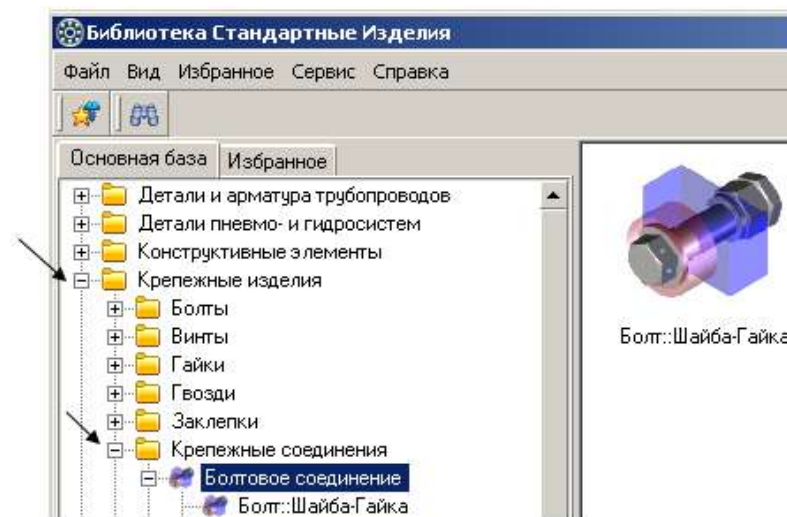 Библиотека Стандартные Изделия
Файл Вид Избранное Сервис Справка
Основная база Избранное
Детали и арматура трубопроводов
Детали пневмо- и гидросистем
Конструктивные элементы
Крепежные изделия
Болты
Винты
Гайки
Гвозди
Заклепки
Крепежные соединения
Болтовое соединение
Болт::Шайба-Гайка
Болт::Шайба-Гайка